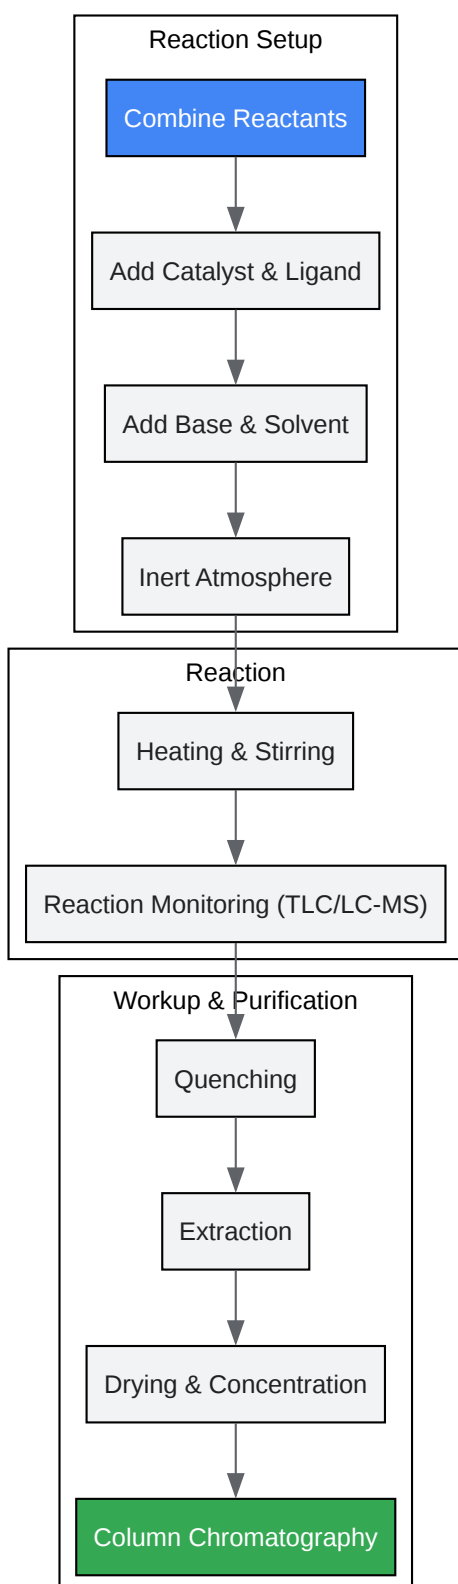 Reaction Setup
Combine Reactants
Add Catalyst & Ligand
Add Base & Solvent
Inert Atmosphere
Reaction
Heating & Stirring
Reaction Monitoring (TLC/LC-MS)
Workup & Purification
Quenching
Extraction
Drying & Concentration
Column Chromatography